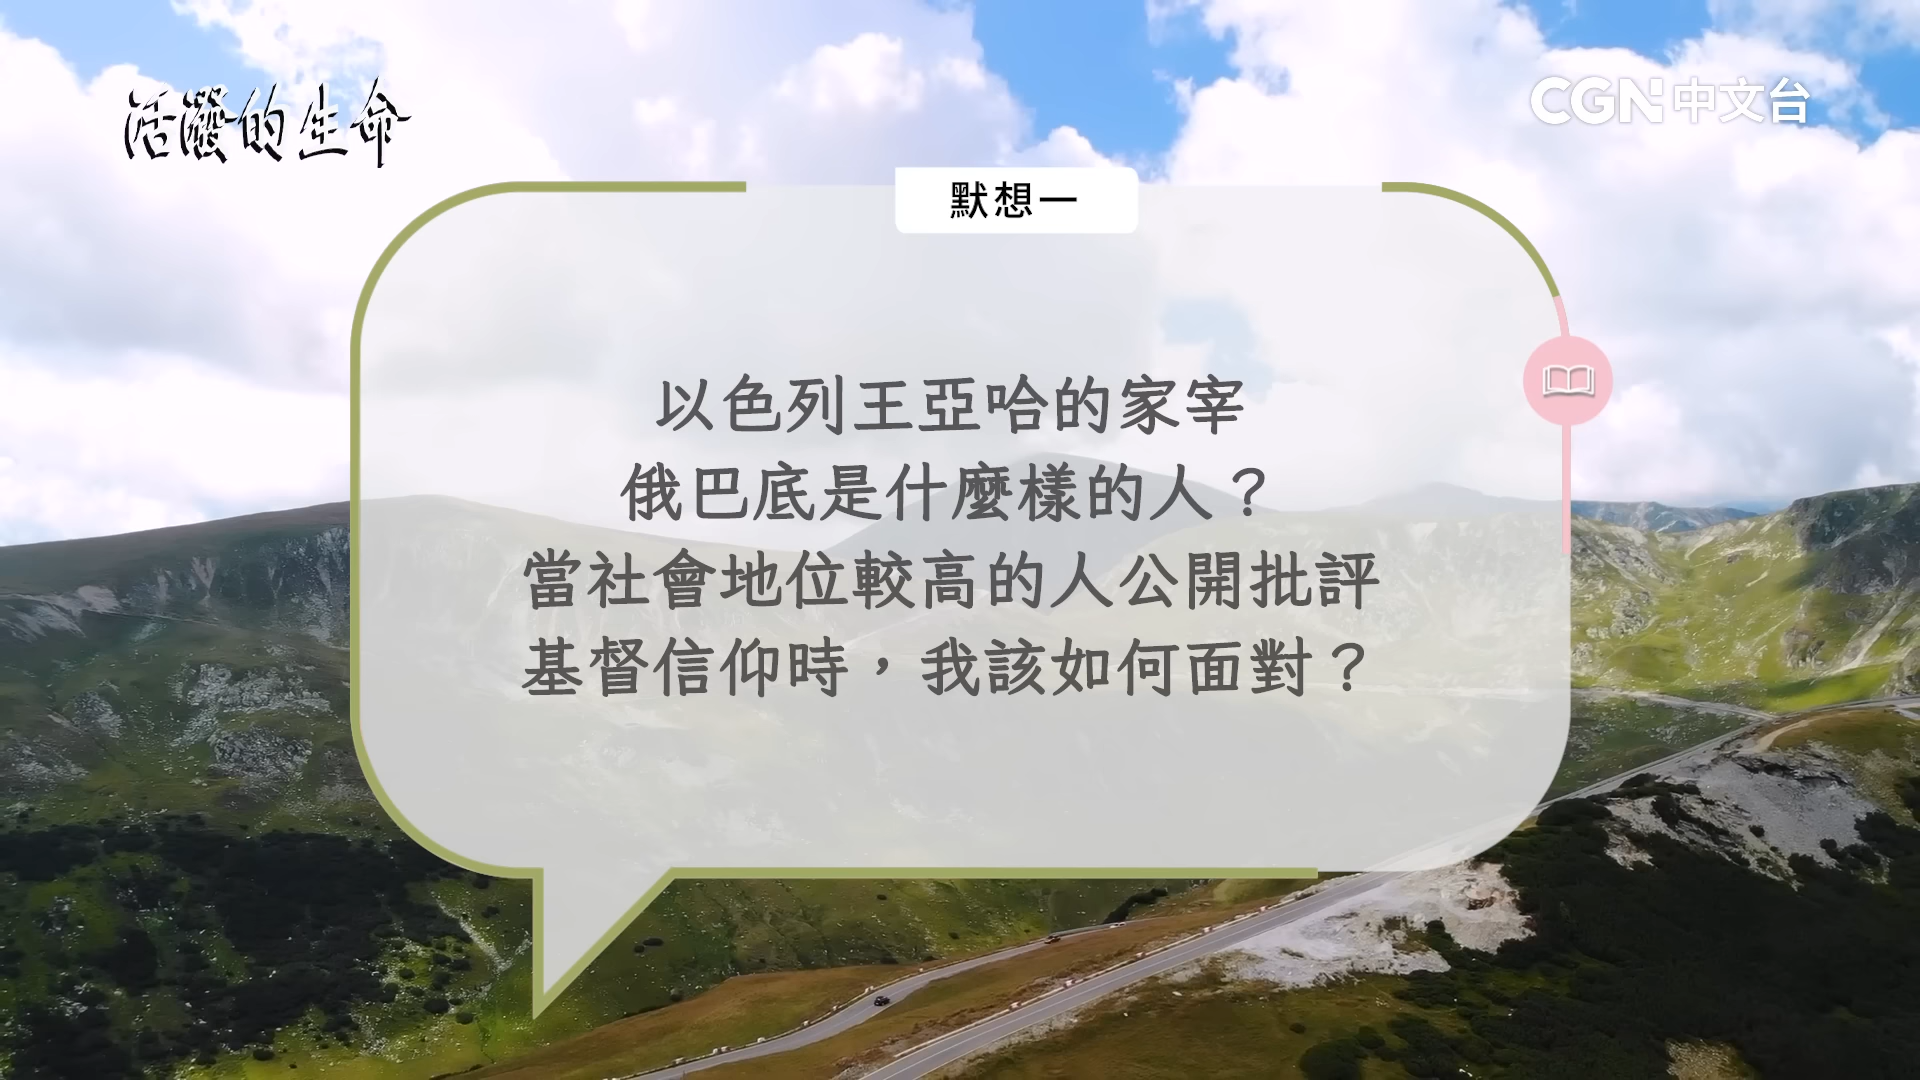 活潑的生命
CGN中文台
默想一
以色列王亞哈的家宰
俄巴底是什麼樣的人？
當社會地位較高的人公開批評
基督信仰時，我該如何面對？